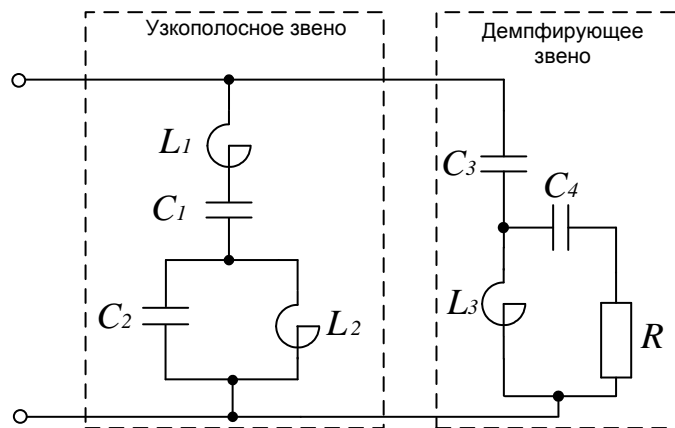 Узкополосное звено
Демпфирующее
звено
L1
C1
C2
L2
C3
C4
L3
R